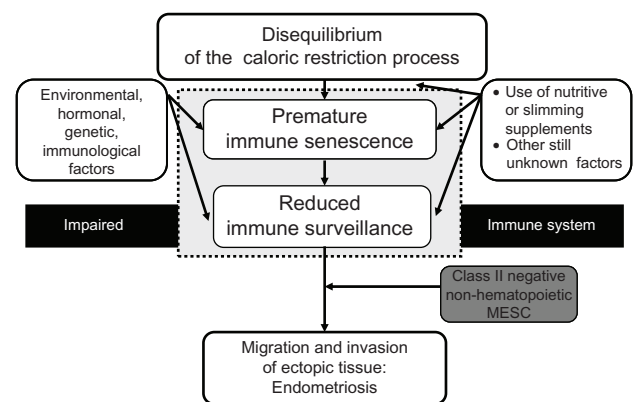 Disequilibrium
of the caloric restriction process
Environmental,
hormonal,
genetic,
immunological
factors
Premature
immune senescence
• Use of nutritive
or slimming
supplements
• Other still
unknown factors
Reduced
immune surveillance
Impaired
Immune system
Class II negative
non-hematopoietic
MESC
Migration and invasion
of ectopic tissue:
Endometriosis